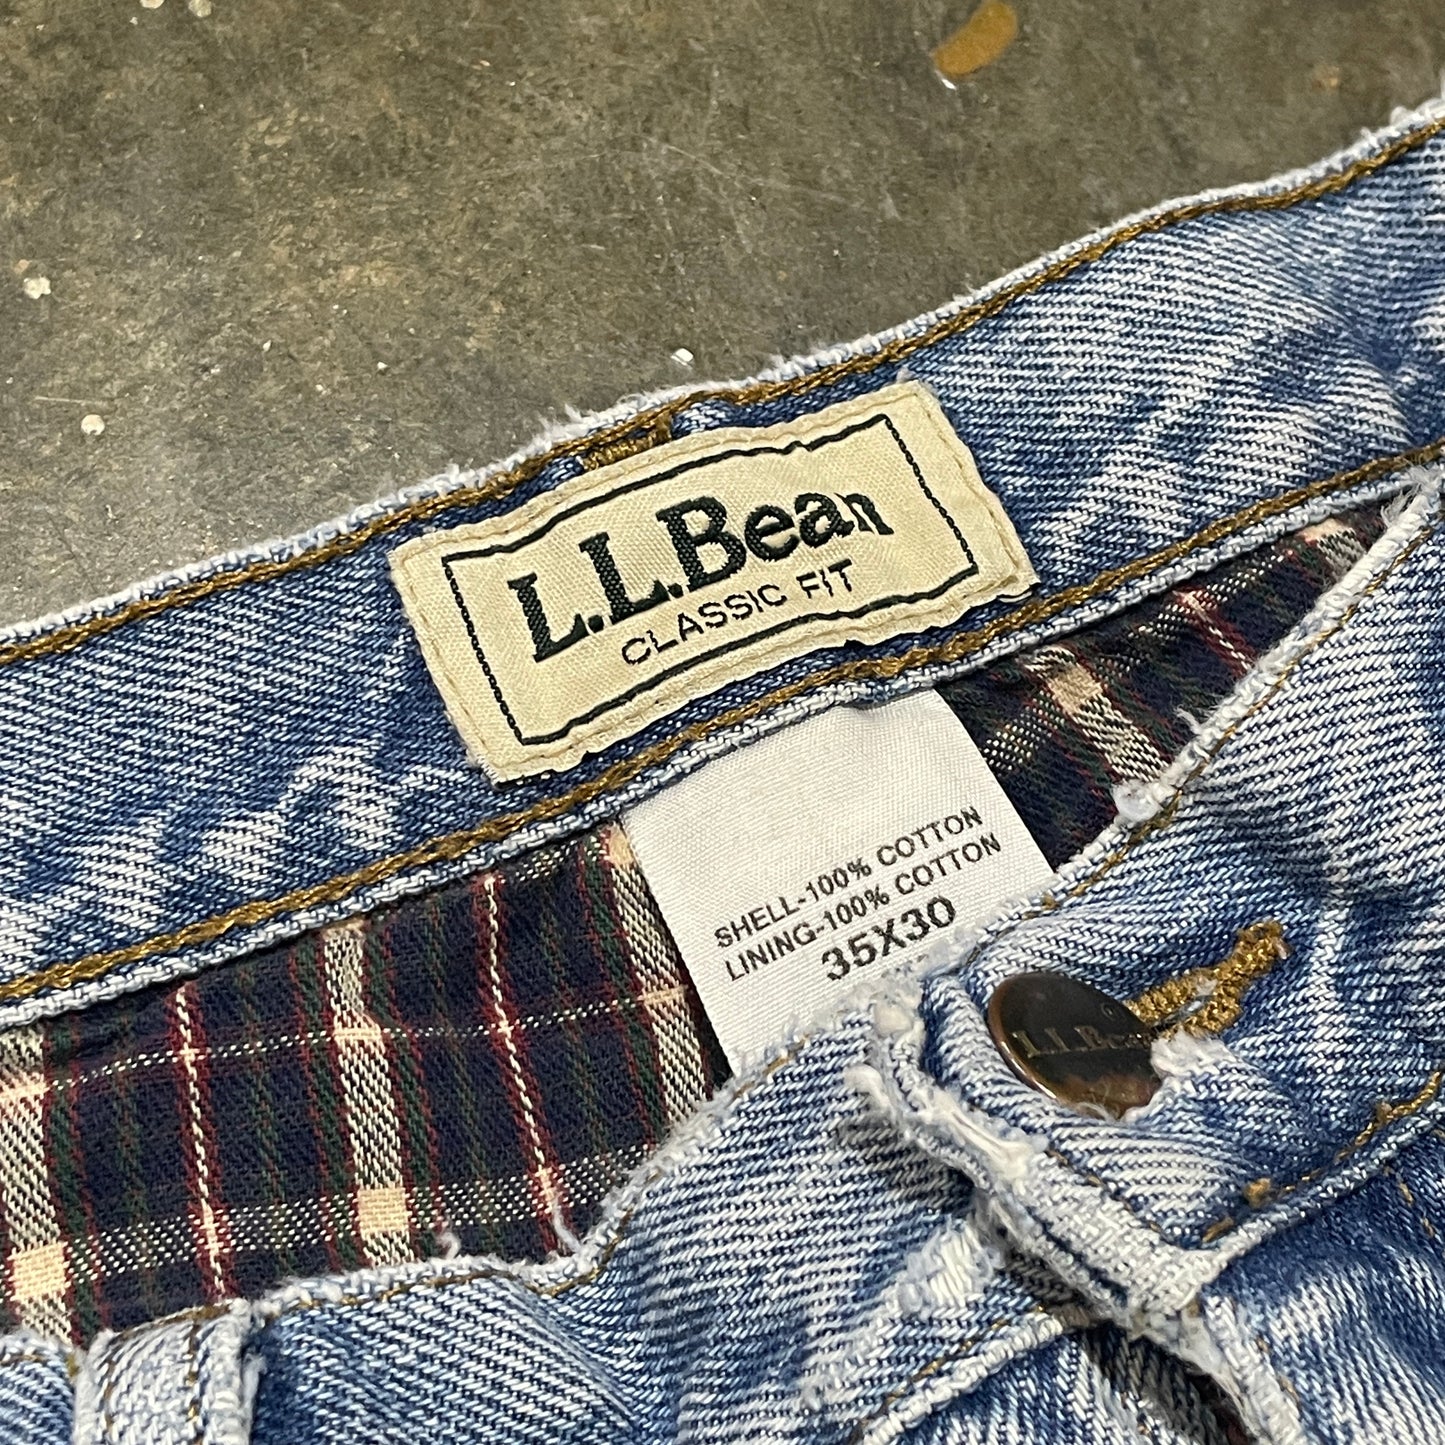 L.L.Bean
CLASSIC FIT
SHELL-100% COTTON
LINING-100% COTTON
35X30
L.L.Bean